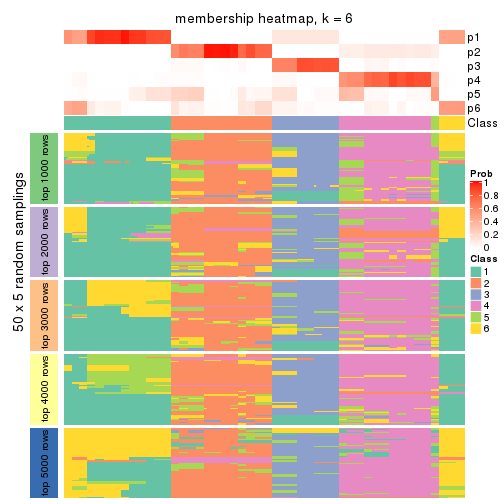 membership heatmap, k = 6
p1
p2
p3
p4
p5
p6
Class
50 x 5 random samplings
top 1000 rows
top 2000 rows
top 3000 rows
top 4000 rows
top 5000 rows
Prob
1
0.8
0.6
0.4
0.2
0
Class
1
2
3
4
5
6